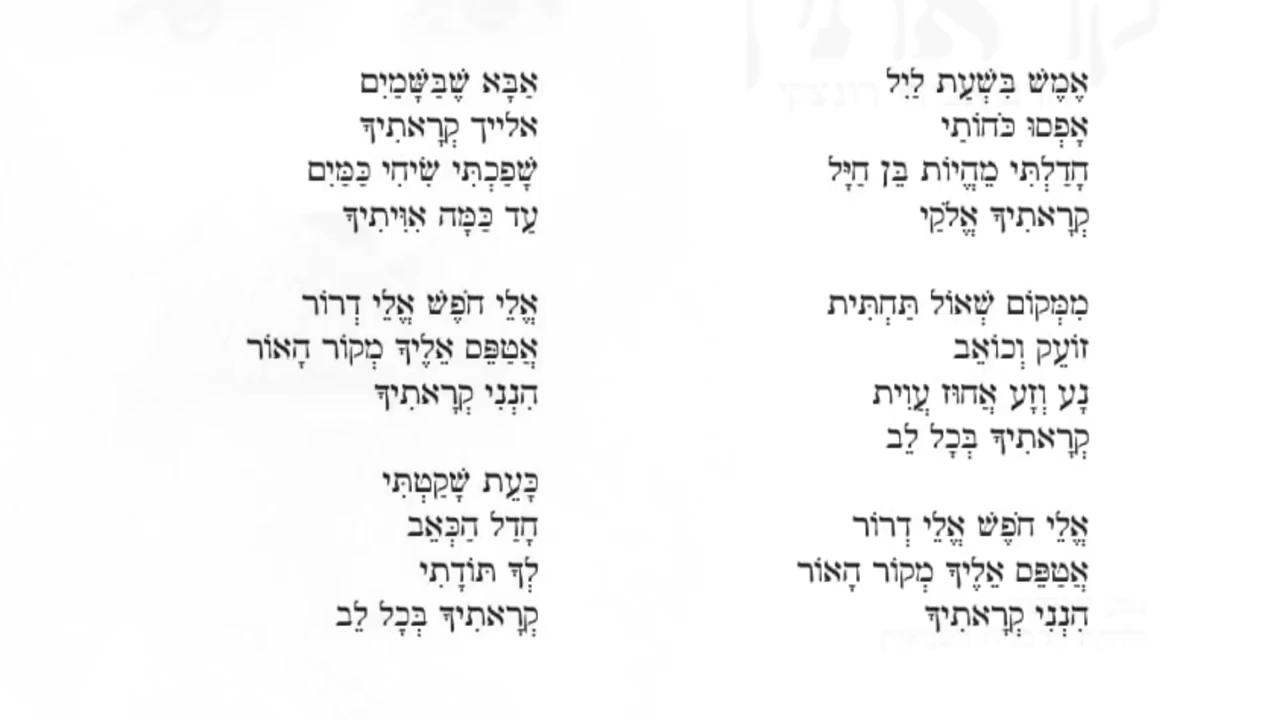 אֶמֶשׁ בִּשְׁעַת לַיִל
אָפְסוּ כֹּחוֹתַי
חָדַלְתִּי מֵהֱיוֹת בֵּן חַיָּל
קְרָאתִיךָ אֱלֹקַי

מִמְּקוֹם שְׁאוֹל תַּחְתִּית
זוֹעֵק וְכוֹאֵב
נָע וְזָע אֲחוּז עֲוִית
קְרָאתִיךָ בְּכָל לֵב

אֱלֵי חֹפֶשׁ אֱלֵי דְרוֹר
אֲטַפֵּס אֵלֶיךָ מְקוֹר הָאוֹר
הִנְנִי קְרָאתִיךָ

אַבָּא שֶׁבַּשָּׁמַיִם
אלייך קְרָאתִיךָ
שָׁפַכְתִּי שִׂיחִי כַּמַּיִם
עַד כַּמָּה אִוִּיתִיךָ

אֱלֵי חֹפֶשׁ אֱלֵי דְרוֹר
אֲטַפֵּס אֵלֶיךָ מְקוֹר הָאוֹר
הִנְנִי קְרָאתִיךָ

כָּעֵת שָׁקַטְתִּי
חָדַל הַכְּאֵב
לְךָ תּוֹדָתִי
קְרָאתִיךָ בְּכָל לֵב